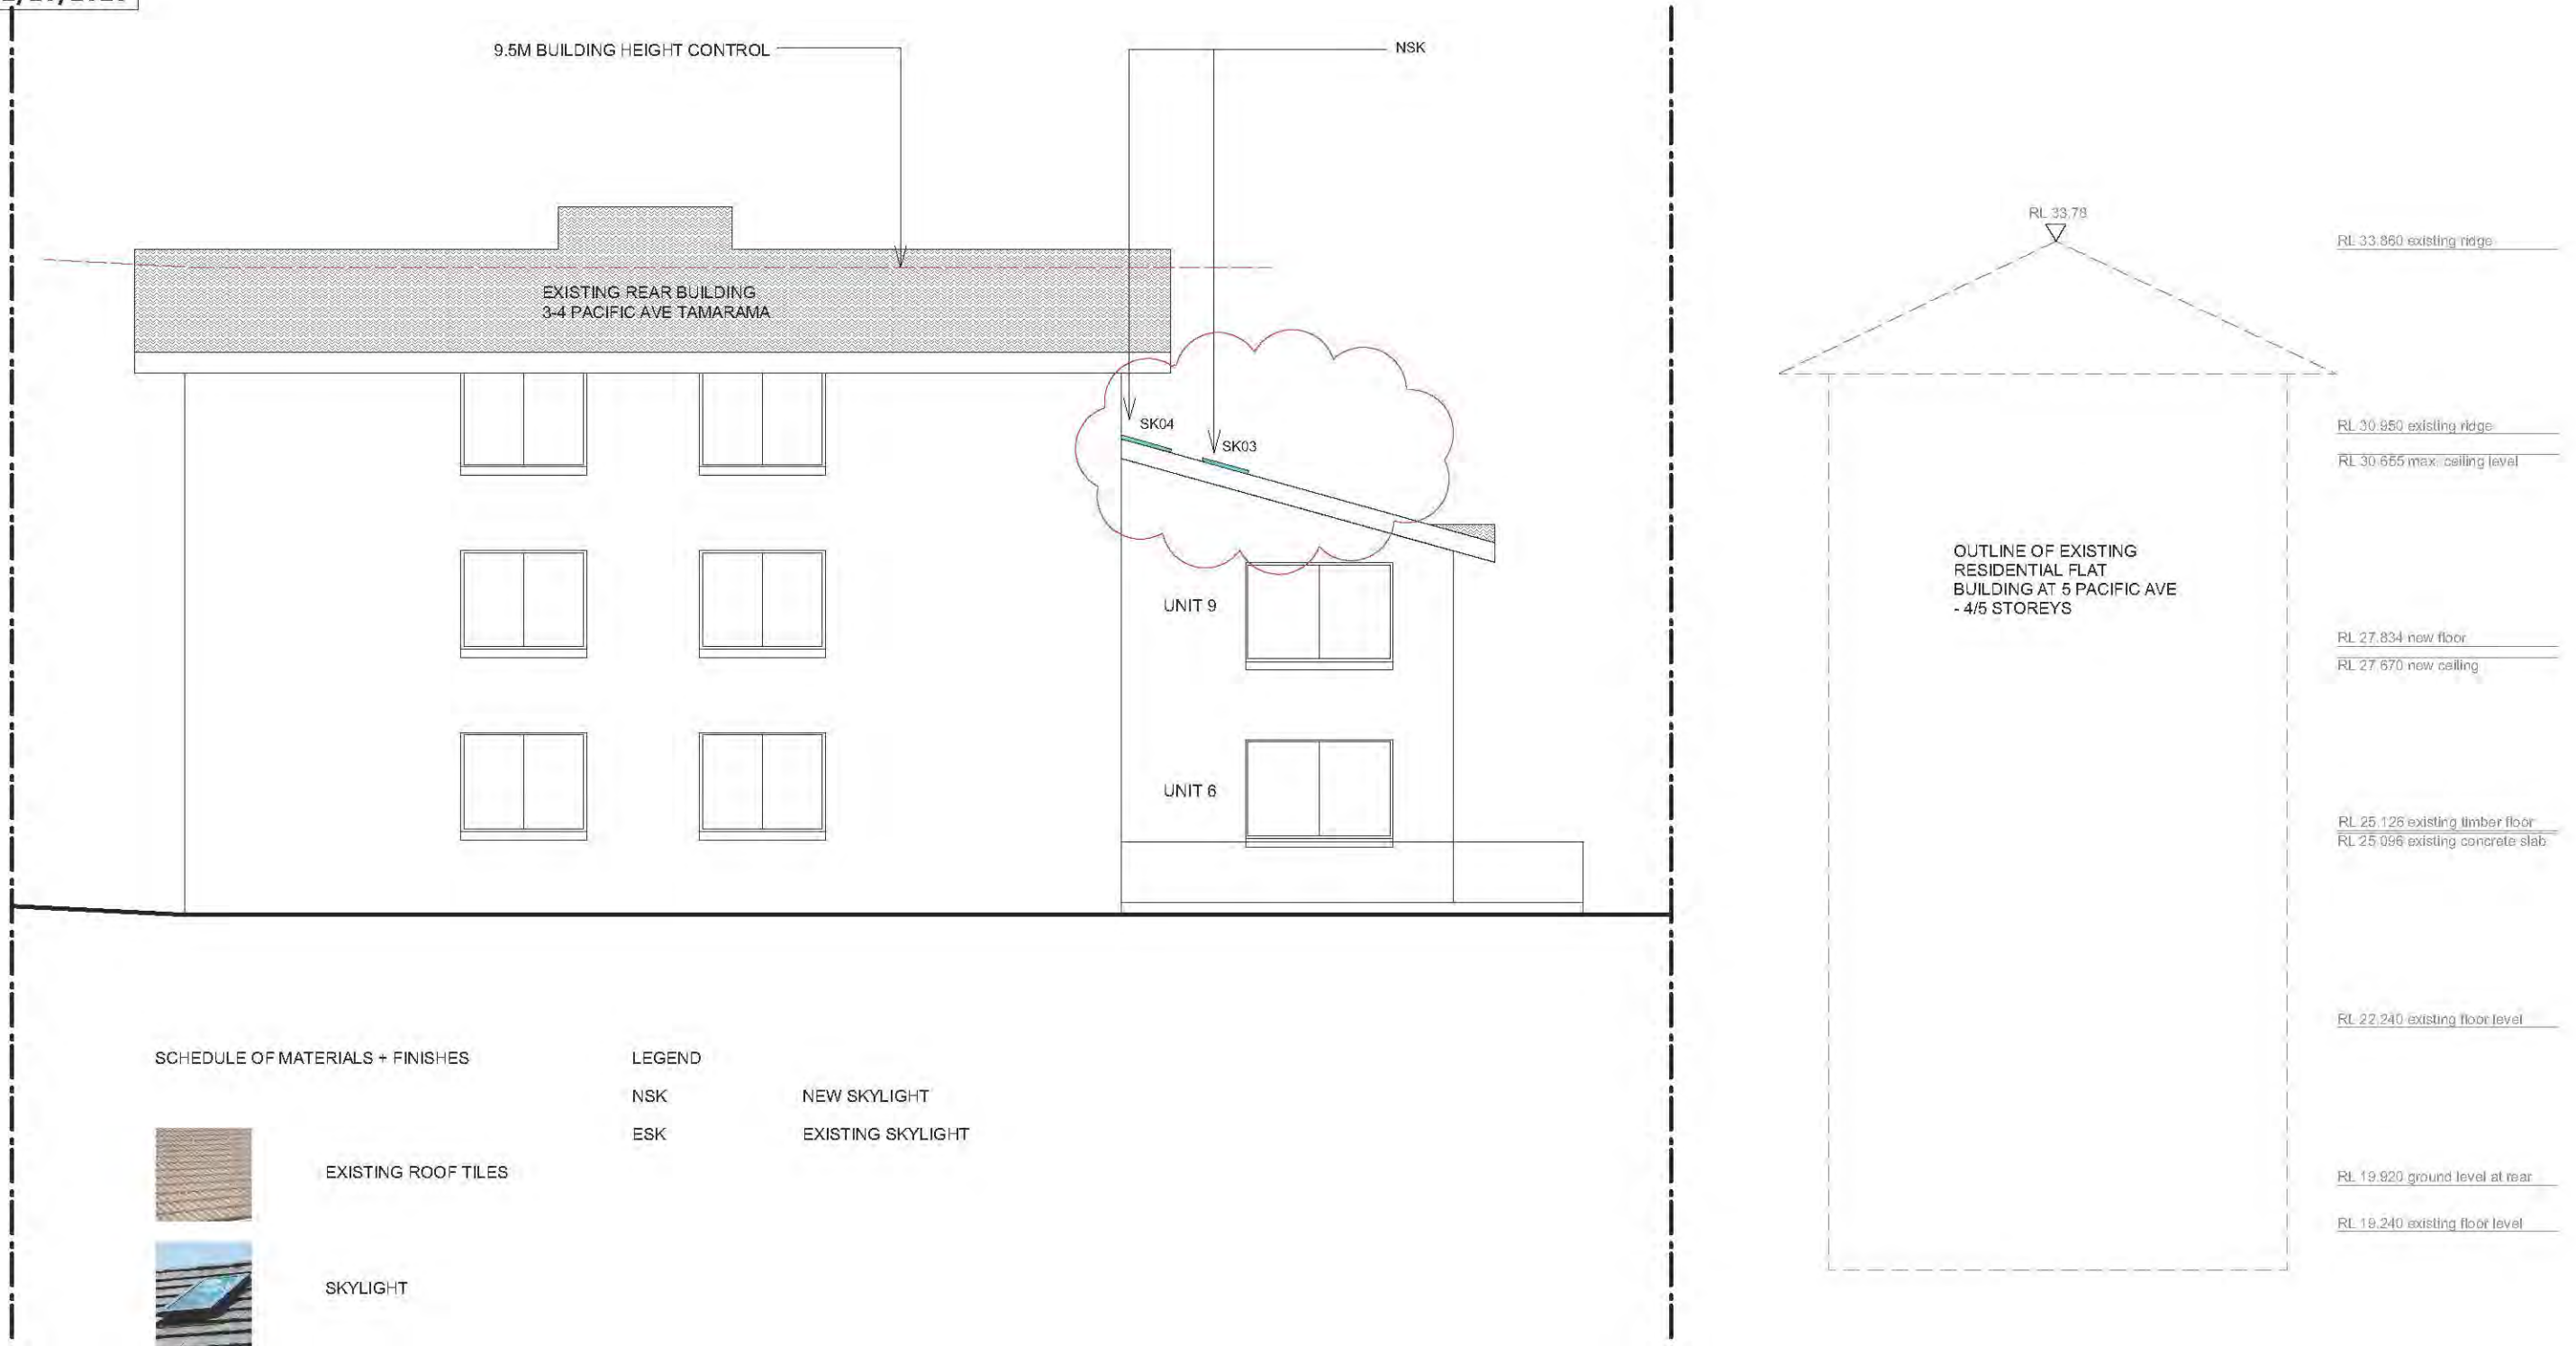 9.5M BUILDING HEIGHT CONTROL
NSK
RL 33.78
RL 33.860 existing ridge
EXISTING REAR BUILDING
3-4 PACIFIC AVE TAMARAMA
SK04
SK03
RL 30.950 existing ridge
RL 30.655 max. ceiling level
OUTLINE OF EXISTING
RESIDENTIAL FLAT
BUILDING AT 5 PACIFIC AVE
- 4/5 STOREYS
UNIT 9
RL 27.834 new floor
RL 27.670 new ceiling
UNIT 6
RL 25.126 existing timber floor
RL 25.096 existing concrete slab
RL 22.240 existing floor level
SCHEDULE OF MATERIALS + FINISHES
LEGEND
NSK NEW SKYLIGHT
ESK EXISTING SKYLIGHT
EXISTING ROOF TILES
RL 19.920 ground level at rear
RL 19.240 existing floor level
SKYLIGHT